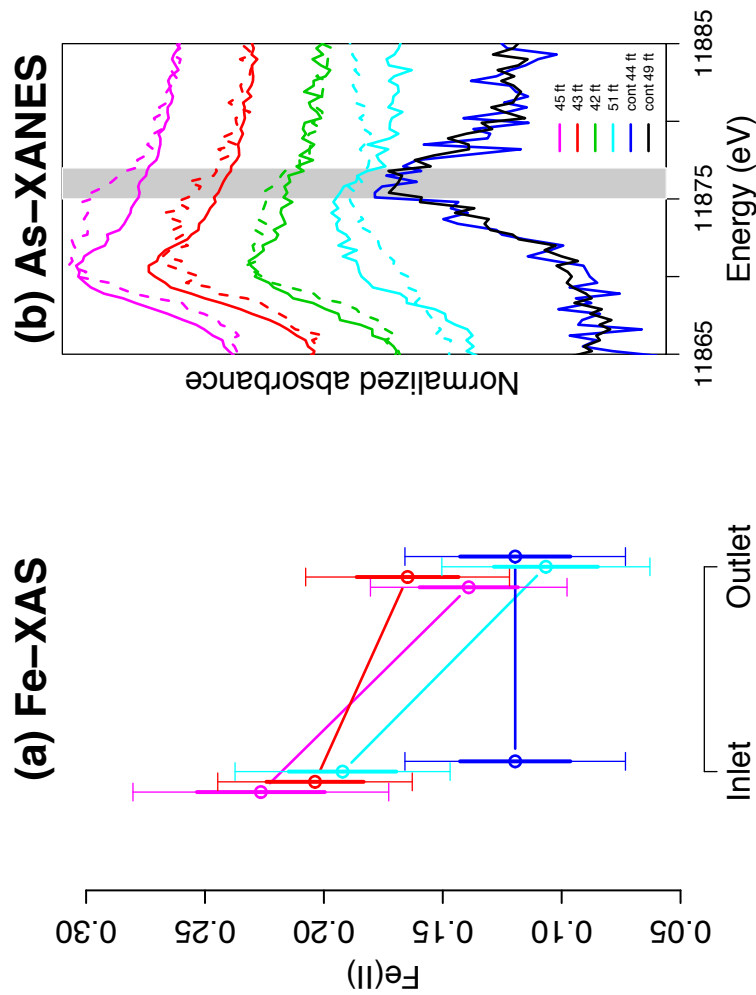 (a) Fe–XAS
Fe(II)
0.30
0.25
0.20
0.15
0.10
0.05
Inlet
Outlet
(b) As–XANES
Normalized absorbance
45 ft
43 ft
42 ft
51 ft
cont 44 ft
cont 49 ft
11865
11875
11885
Energy (eV)